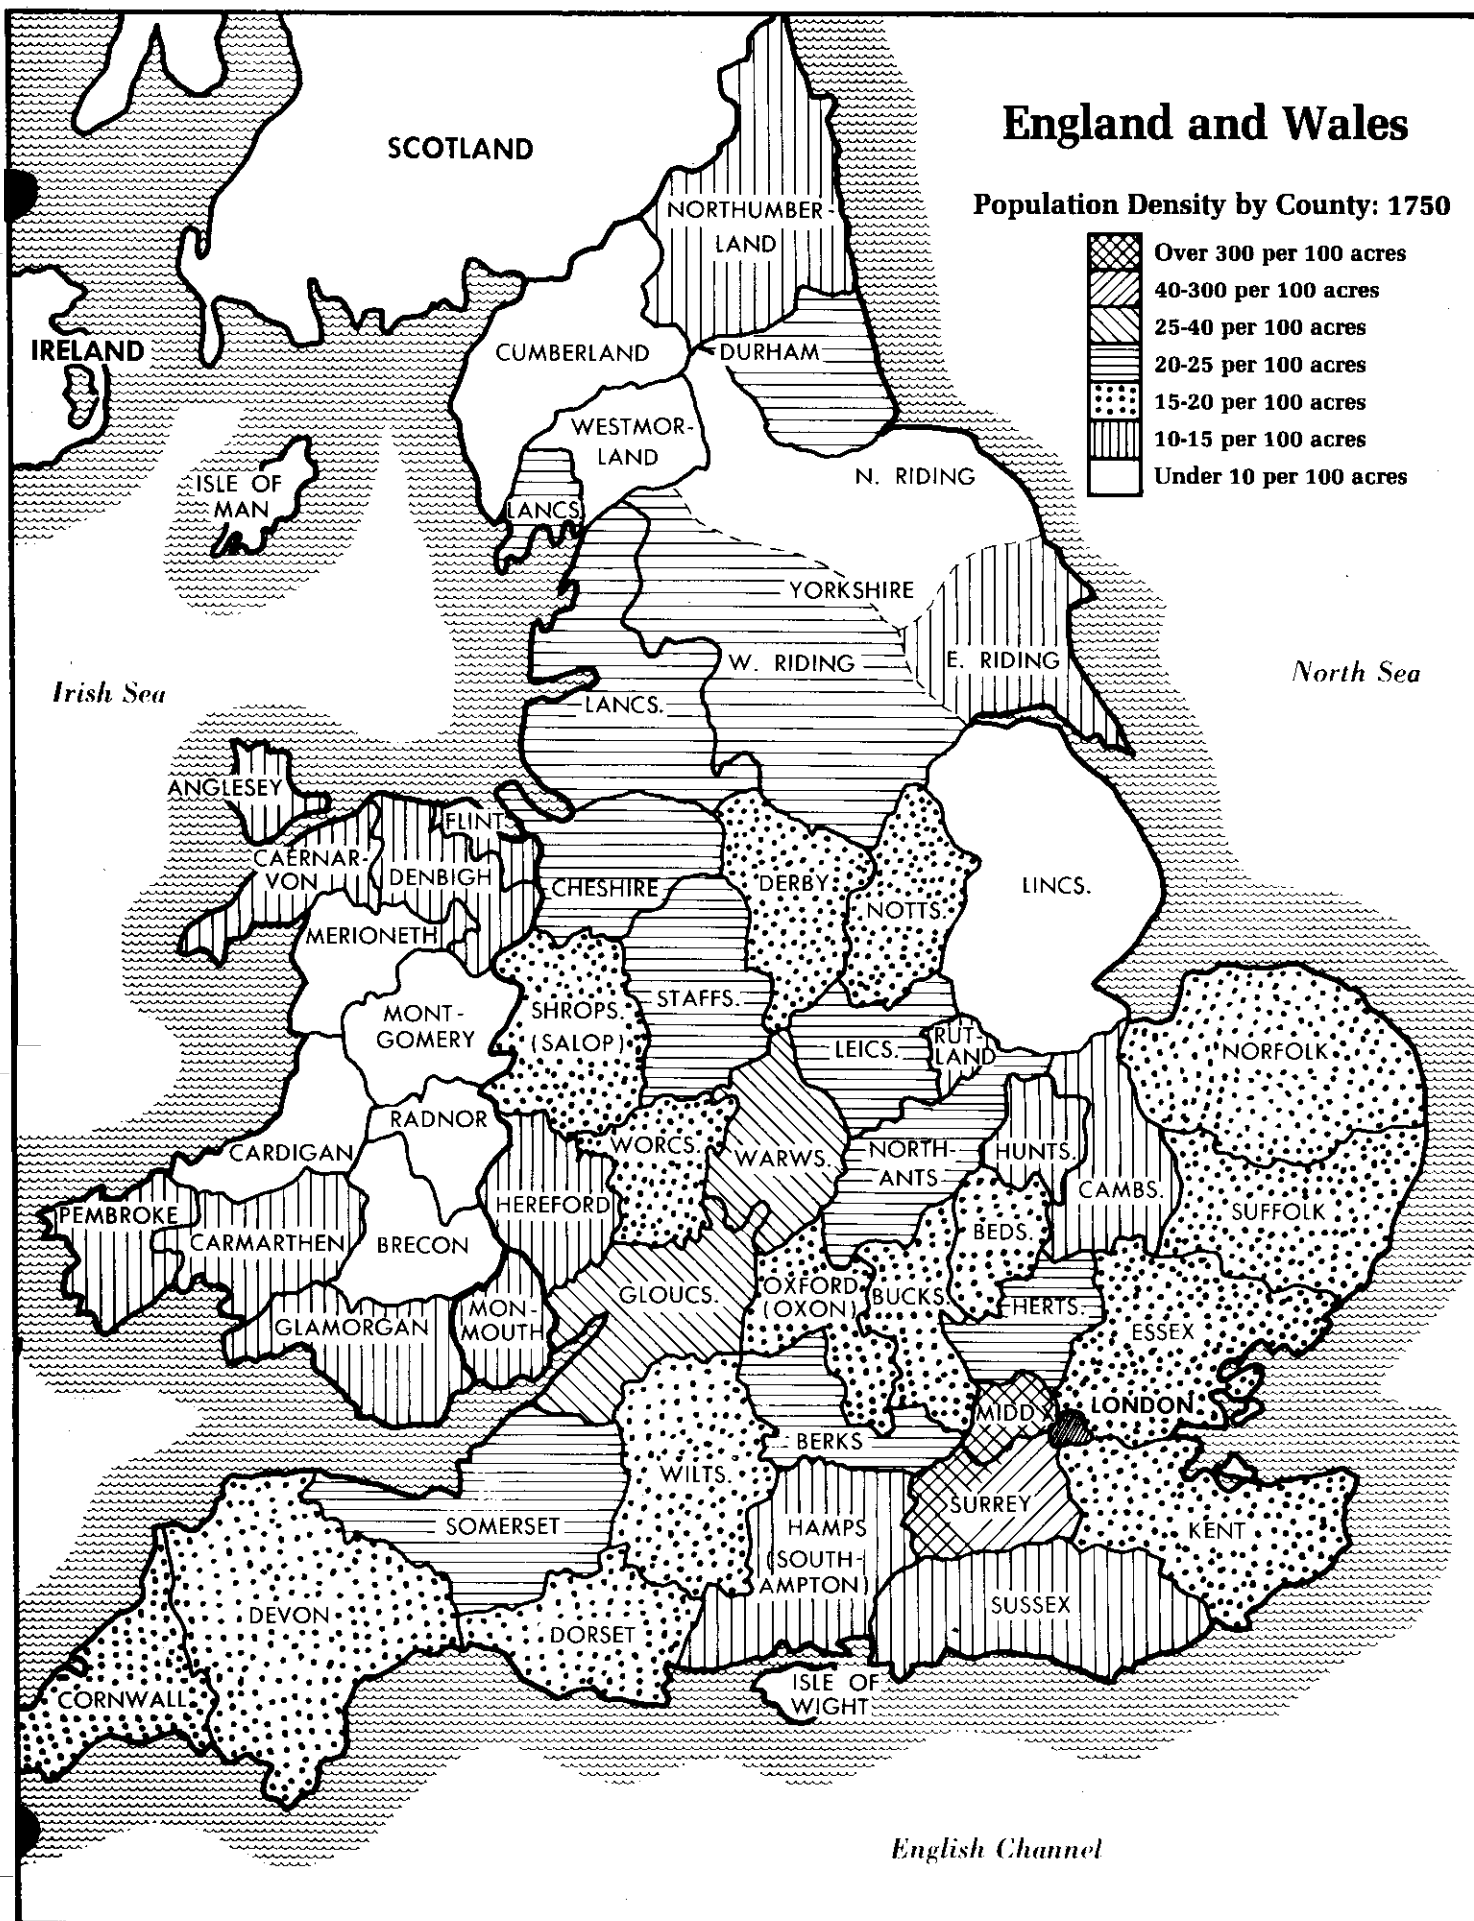 England and Wales
Population Density by County: 1750
Over 300 per 100 acres
40-300 per 100 acres
25-40 per 100 acres
20-25 per 100 acres
15-20 per 100 acres
10-15 per 100 acres
Under 10 per 100 acres
SCOTLAND
NORTHUMBER-
LAND
IRELAND
CUMBERLAND
DURHAM
WESTMOR-
LAND
N. RIDING
ISLE OF
MAN
LANCS.
YORKSHIRE
W. RIDING
E. RIDING
North Sea
Irish Sea
LANCS.
ANGLESEY
FLINT
CAERNAR-
VON
DENBIGH
CHESHIRE
DERBY
NOTTS.
LINCS.
MERIONETH
STAFFS.
SHROPS.
(SALOP)
MONT-
GOMERY
LEICS.
RUT-
LAND
NORFOLK
RADNOR
CARDIGAN
WORCS.
WARWS.
NORTH-
ANTS
HUNTS.
CAMBS.
PEMBROKE
CARMARTHEN
BRECON
HEREFORD
SUFFOLK
BEDS.
GLOUCS.
OXFORD
(OXON)
BUCKS.
HERTS.
GLAMORGAN
MON-
MOUTH
ESSEX
MIDDX
LONDON
BERKS
WILTS.
SURREY
SOMERSET
HAMPS
(SOUTH-
AMPTON)
KENT
DEVON
DORSET
SUSSEX
CORNWALL
ISLE OF
WIGHT
English Channel